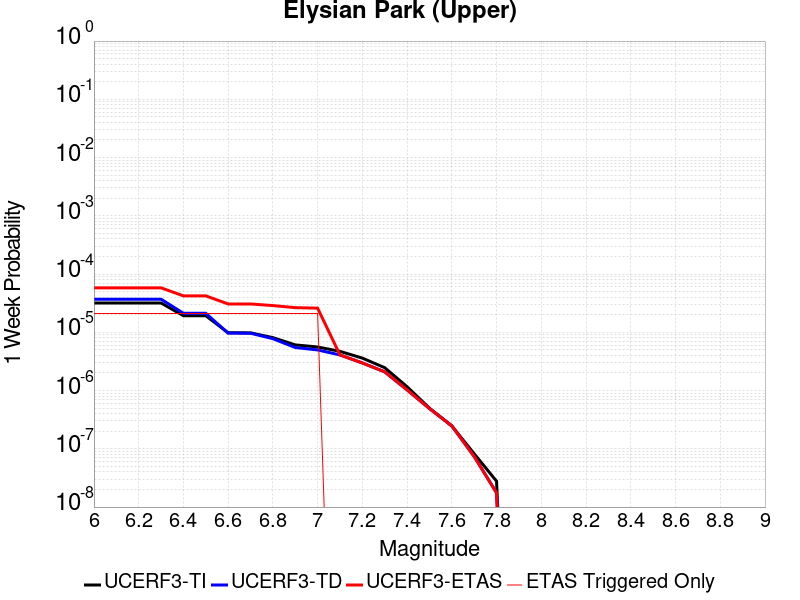 Elysian Park (Upper)
10^0
10^-1
10^-2
10^-3
10^-4
10^-5
10^-6
10^-7
10^-8
1 Week Probability
6 6.2 6.4 6.6 6.8 7 7.2 7.4 7.6 7.8 8 8.2 8.4 8.6 8.8 9
Magnitude
UCERF3-TI UCERF3-TD UCERF3-ETAS ETAS Triggered Only